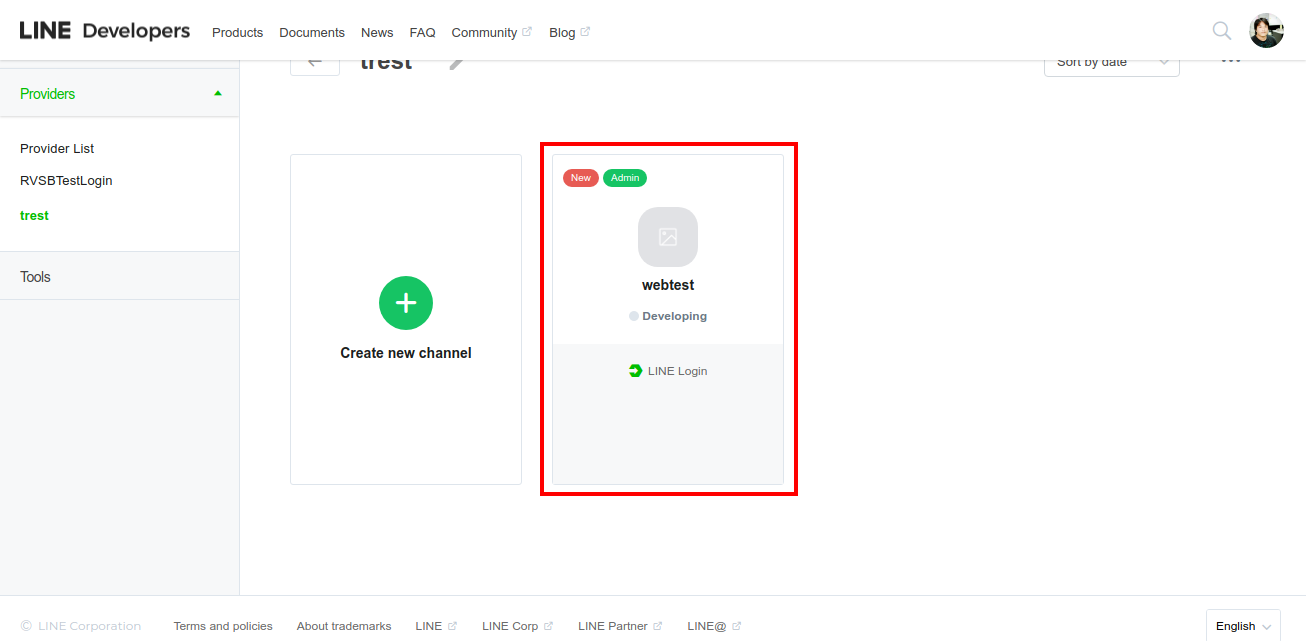 LINE Developers Products Documents News FAQ Community Blog
trest Sort by date
Providers
Provider List
RVSBTestLogin
trest
Tools
Create new channel
New Admin
webtest
Developing
LINE Login
© LINE Corporation Terms and policies About trademarks LINE LINE Corp LINE Partner LINE@ English